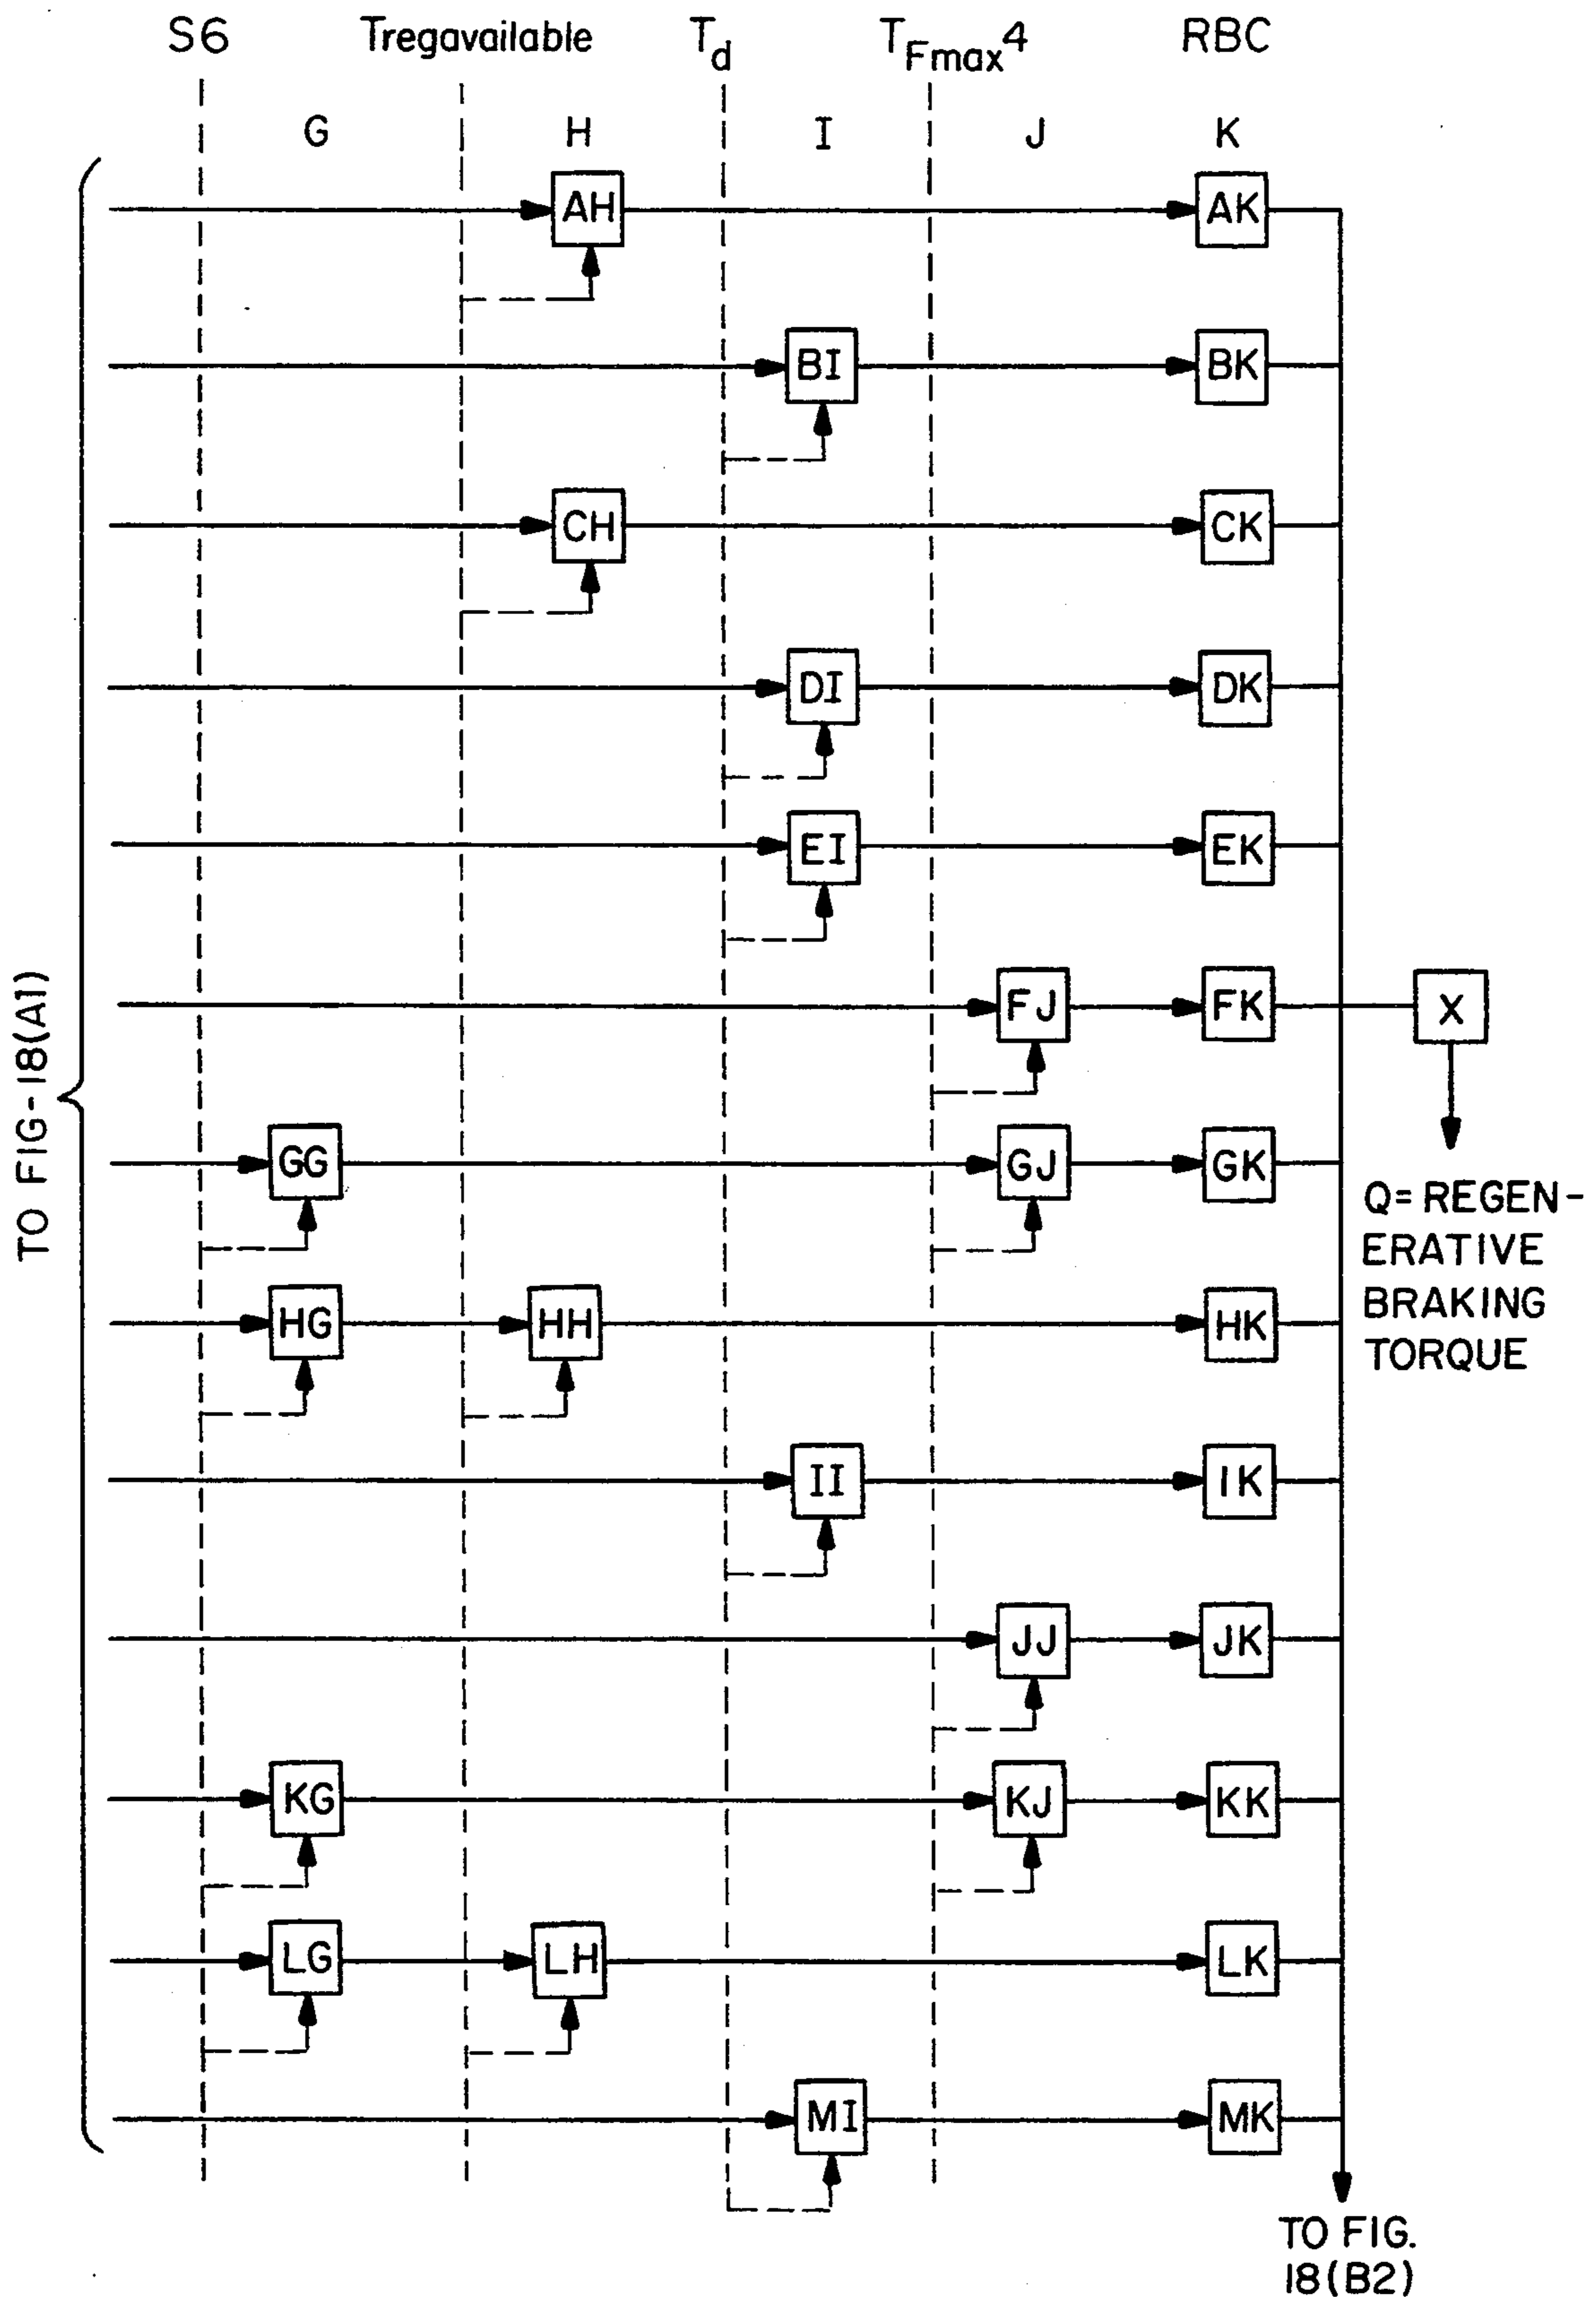 S6 Tregavailable Td TFmax4 RBC
G H I J K
AH AK
BI BK
CH CK
DI DK
EI EK
FJ FK X
TO FIG-18(A1)
GG GJ GK
Q= REGEN-
ERATIVE
BRAKING
TORQUE
HG HH HK
II IK
JJ JK
KG KJ KK
LG LH LK
MI MK
TO FIG.
18(B2)